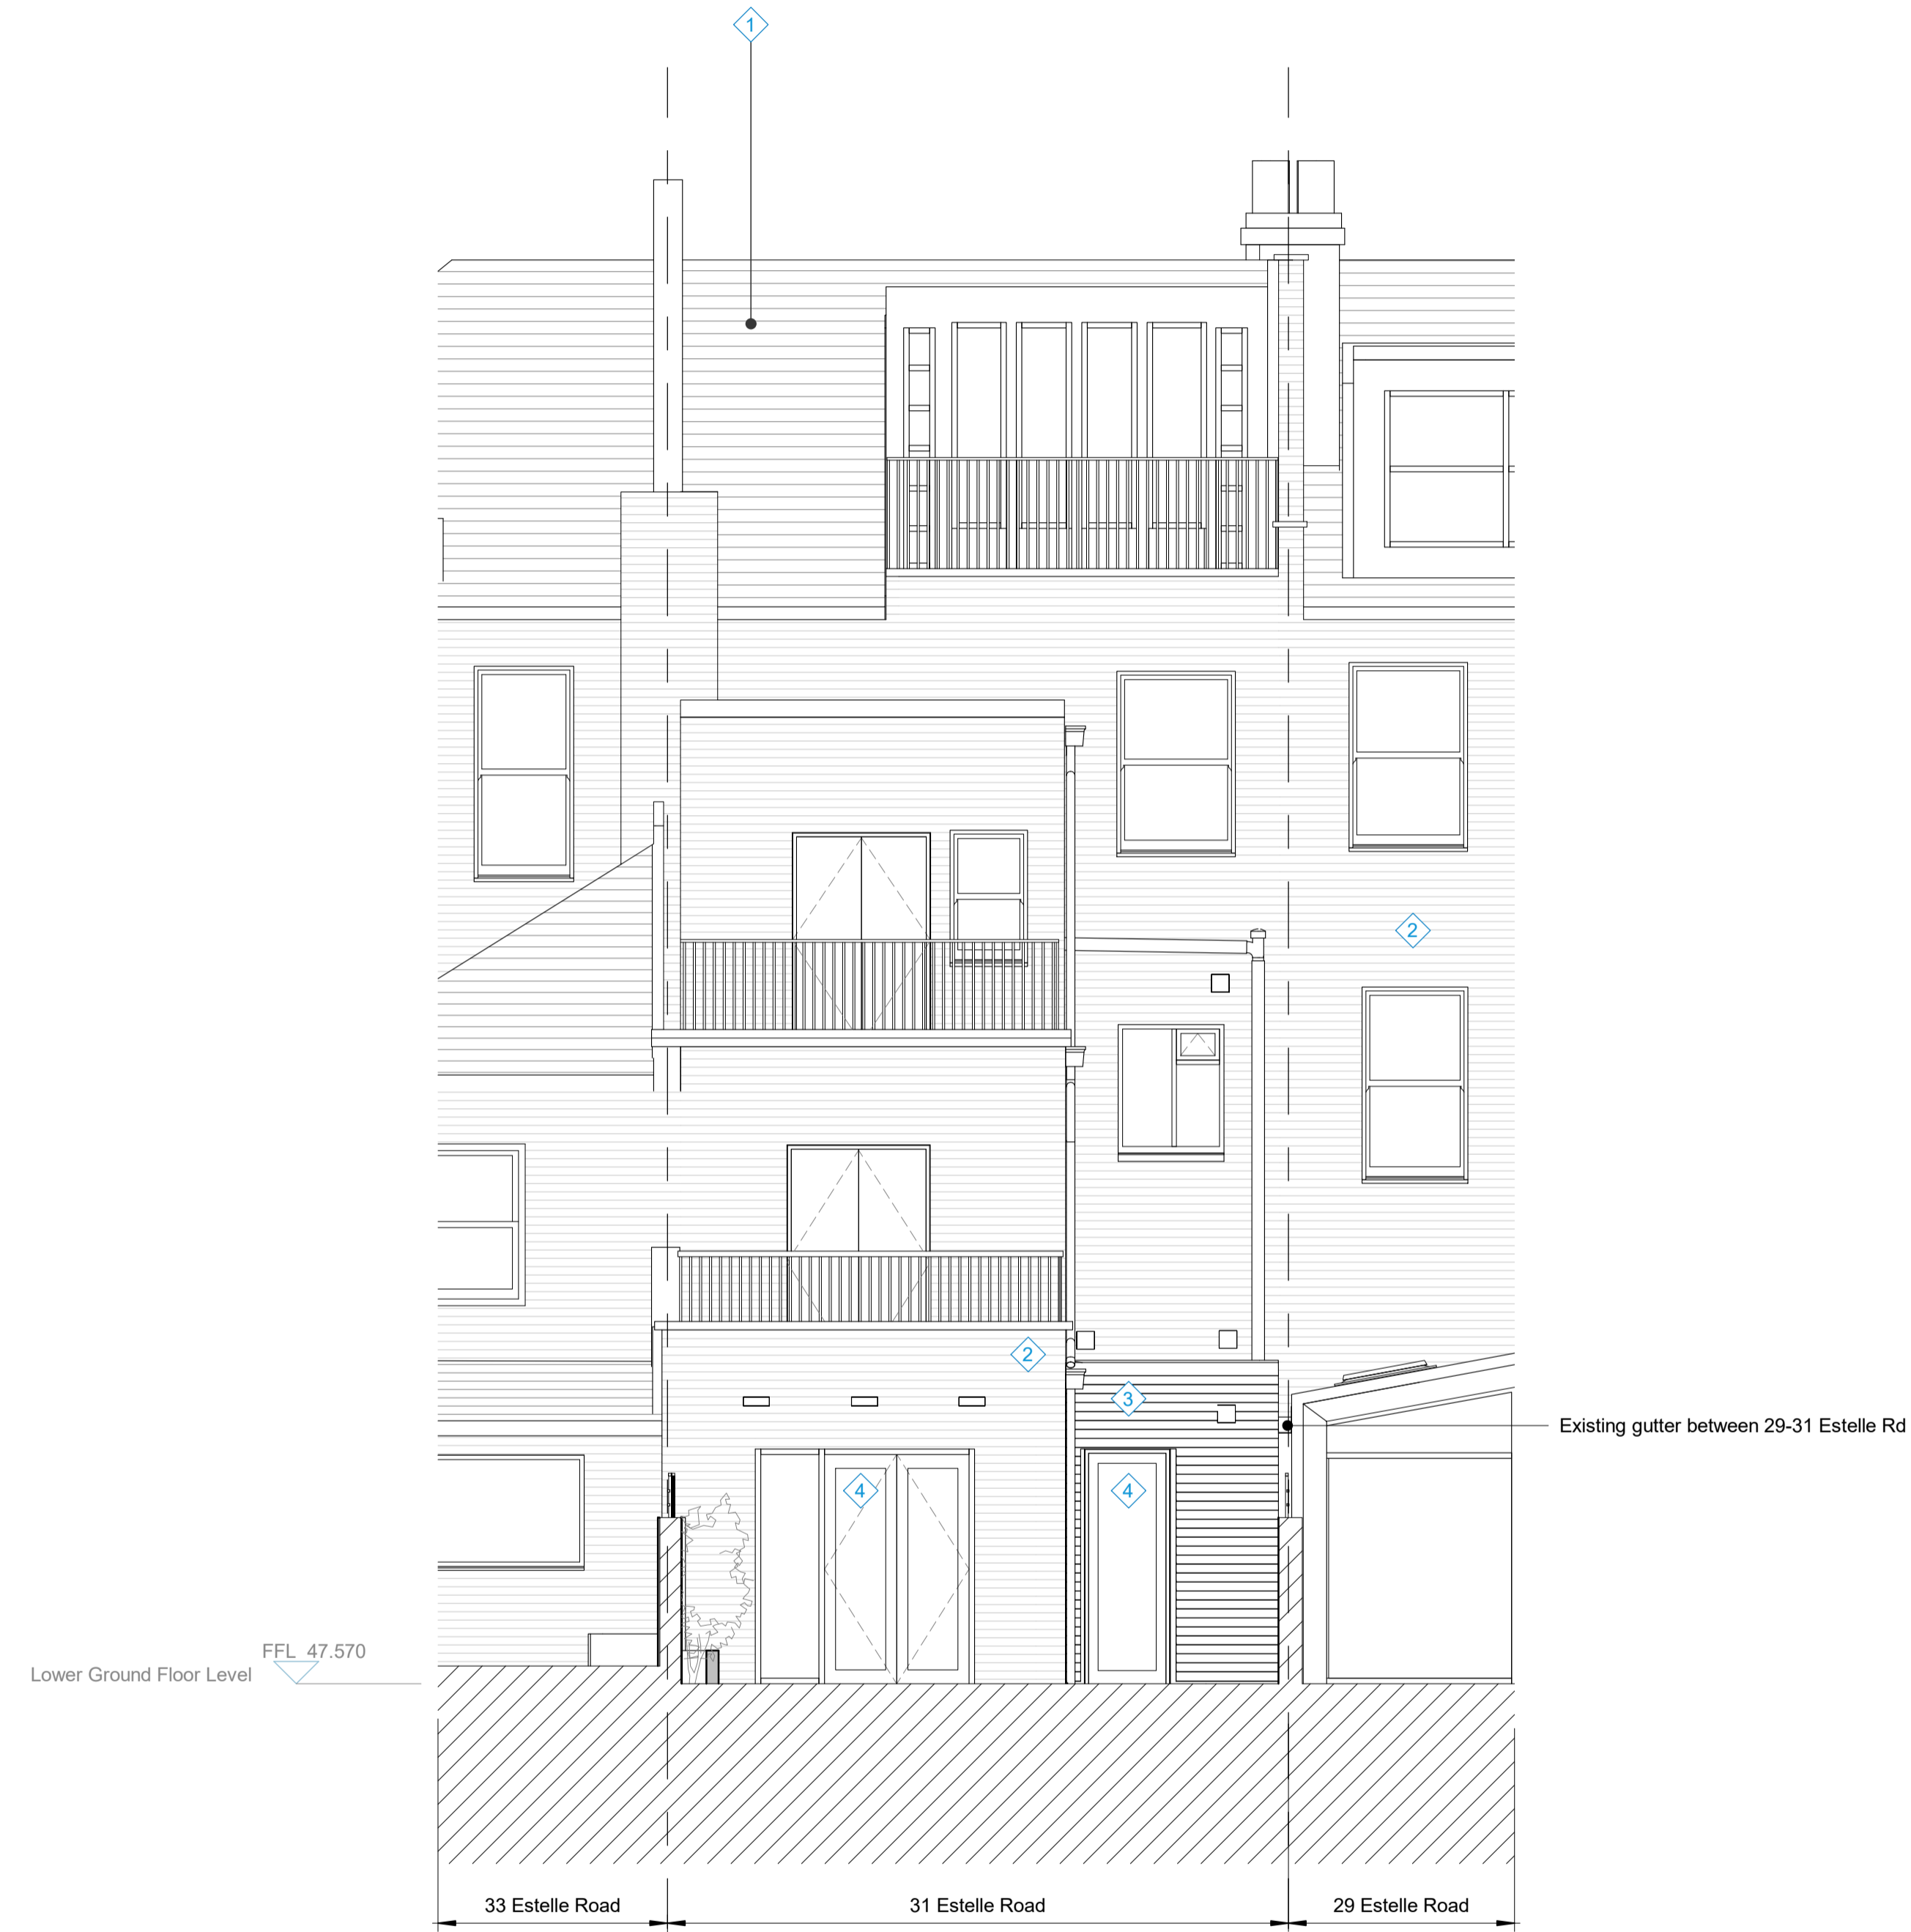 1
2
2
3
Existing gutter between 29-31 Estelle Rd
4
4
FFL 47.570
Lower Ground Floor Level
33 Estelle Road
31 Estelle Road
29 Estelle Road